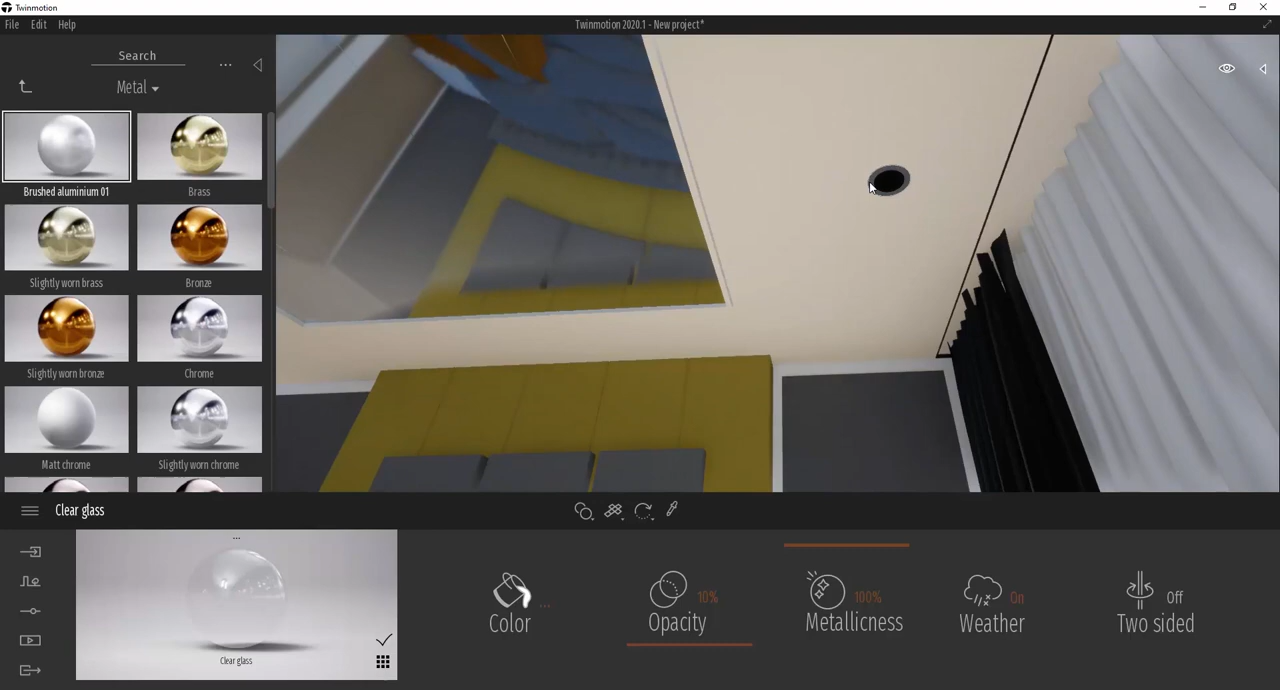 Twinmotion
File Edit Help
Twinmotion 2020.1 - New project*
Search
...
Metal
Brushed aluminium 01
Brass
Slightly worn brass
Bronze
Slightly worn bronze
Chrome
Matt chrome
Slightly worn chrome
Clear glass
...
Clear glass
Color
...
Opacity
10%
Metallicness
100%
Weather
On
Two sided
Off